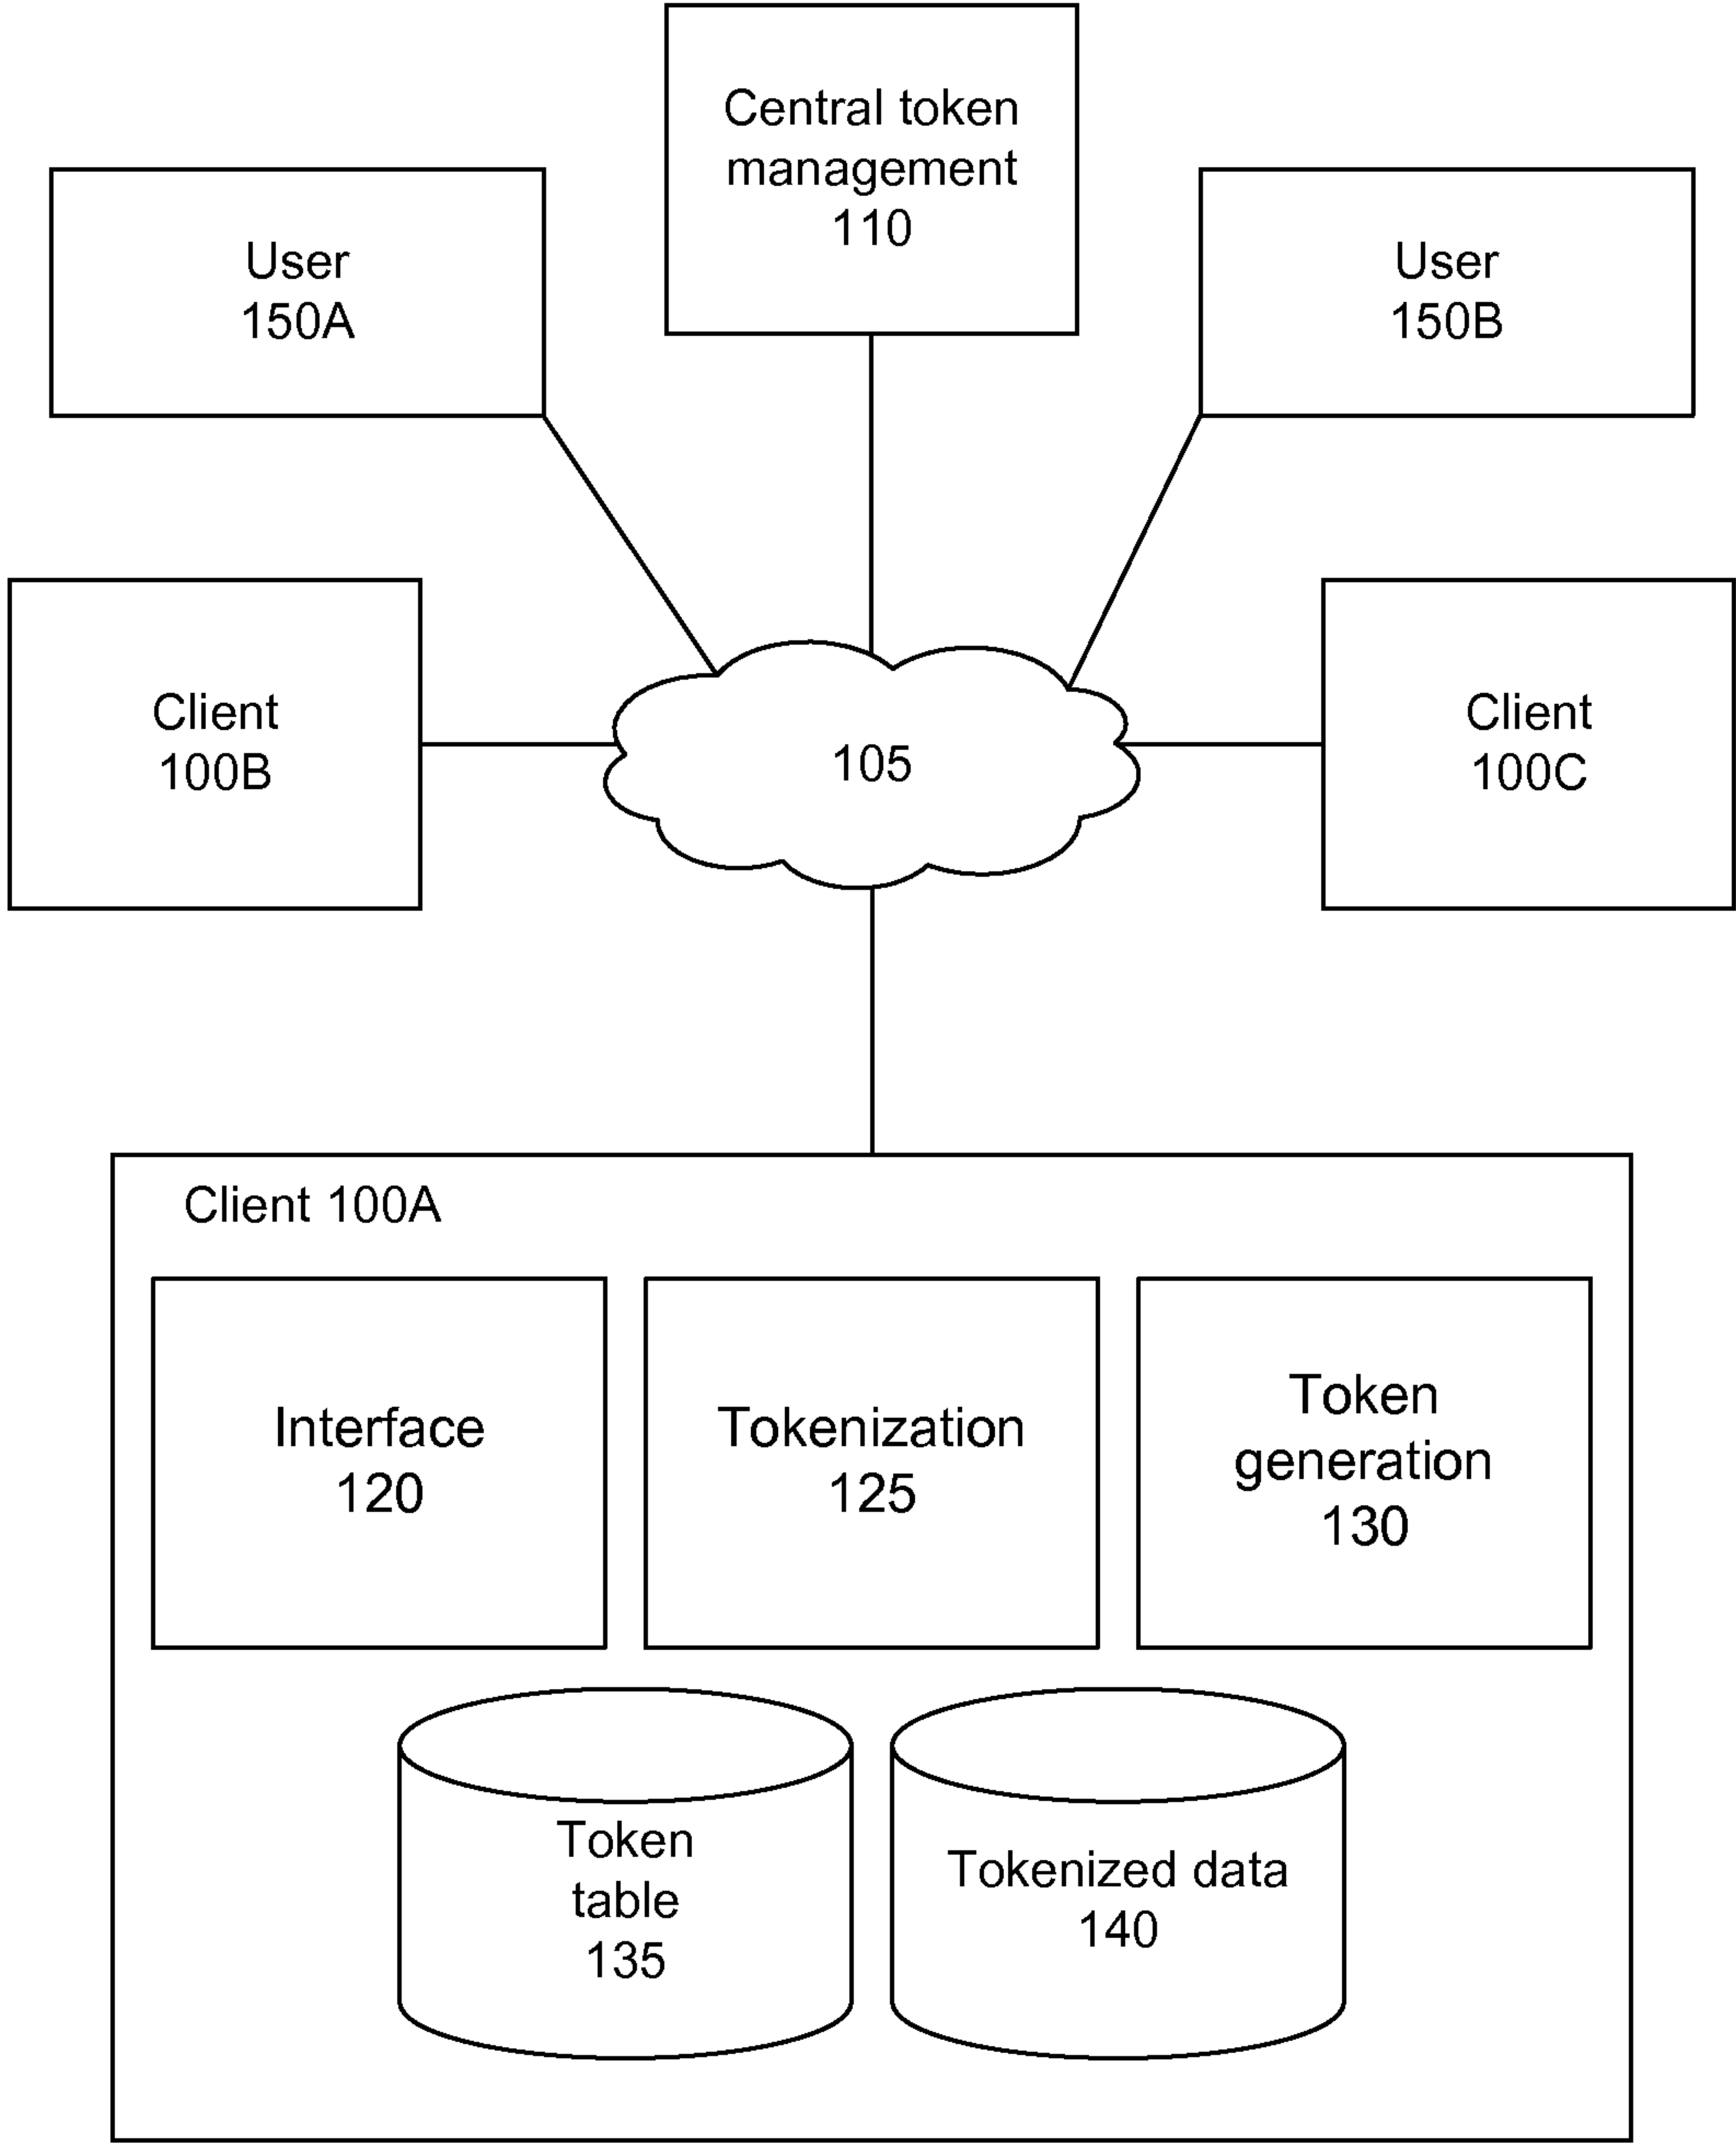 Central token
management
110
User
150A
User
150B
Client
100B
105
Client
100C
Client 100A
Interface
120
Tokenization
125
Token
generation
130
Token
table
135
Tokenized data
140